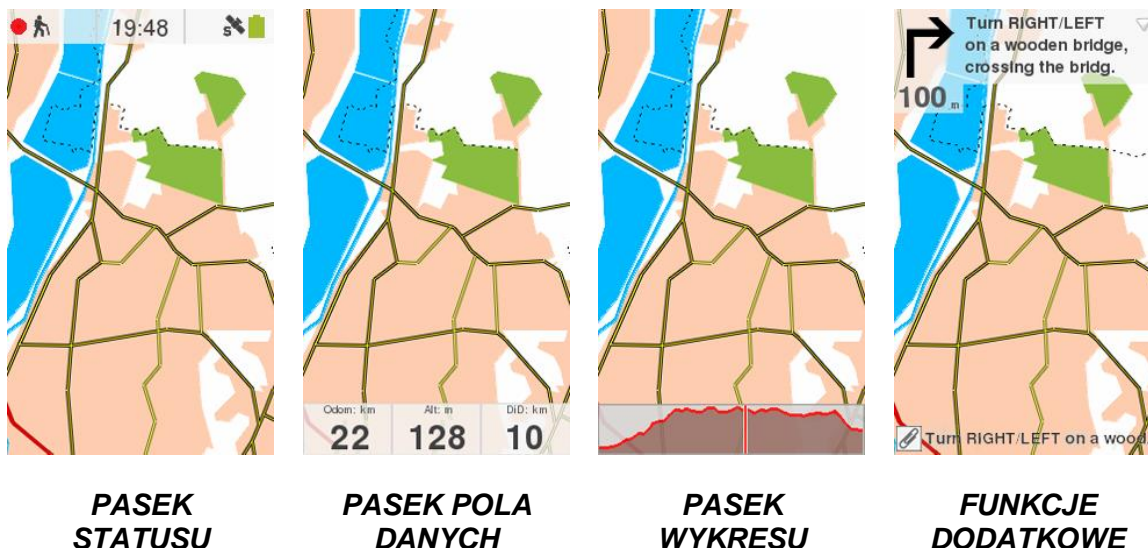 19:48
S
Odom: km
Alt: m
DiD: km
22
128
10
Turn RIGHT/LEFT
on a wooden bridge,
crossing the bridg.
100 m
Turn RIGHT/LEFT on a wood
PASEK
STATUSU
PASEK POLA
DANYCH
PASEK
WYKRESU
FUNKCJE
DODATKOWE